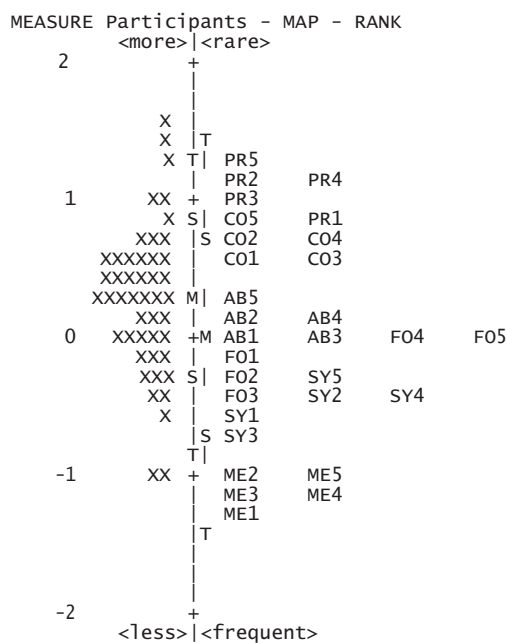 MEASURE Participants - MAP - RANK
<more>|<rare>
2 +
|
|
X |
X |T
X T| PR5
| PR2 PR4
1 XX + PR3
X S| CO5 PR1
XXX |S CO2 CO4
XXXXXX | CO1 CO3
XXXXXX |
XXXXXXX M| AB5
XXX | AB2 AB4
0 XXXXX +M AB1 AB3 FO4 FO5
XXX | FO1
XXX S| FO2 SY5
XX | FO3 SY2 SY4
X | SY1
|S SY3
T|
-1 XX + ME2 ME5
| ME3 ME4
| ME1
|T
|
|
|
-2 +
<less>|<frequent>